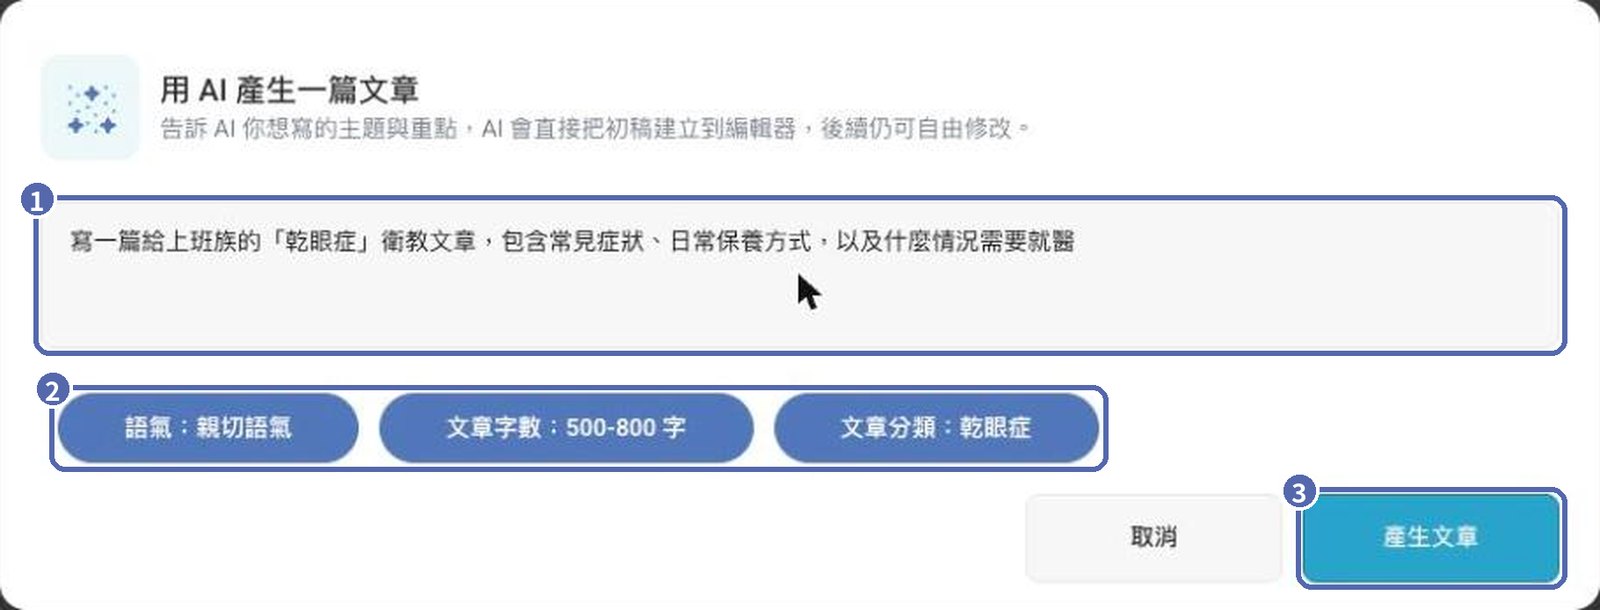 用 AI 產生一篇文章
告訴 AI 你想寫的主題與重點，AI 會直接把初稿建立到編輯器，後續仍可自由修改。
1
寫一篇給上班族的「乾眼症」衛教文章，包含常見症狀、日常保養方式，以及什麼情況需要就醫
2
語氣：親切語氣 文章字數：500-800 字 文章分類：乾眼症
3
取消 產生文章